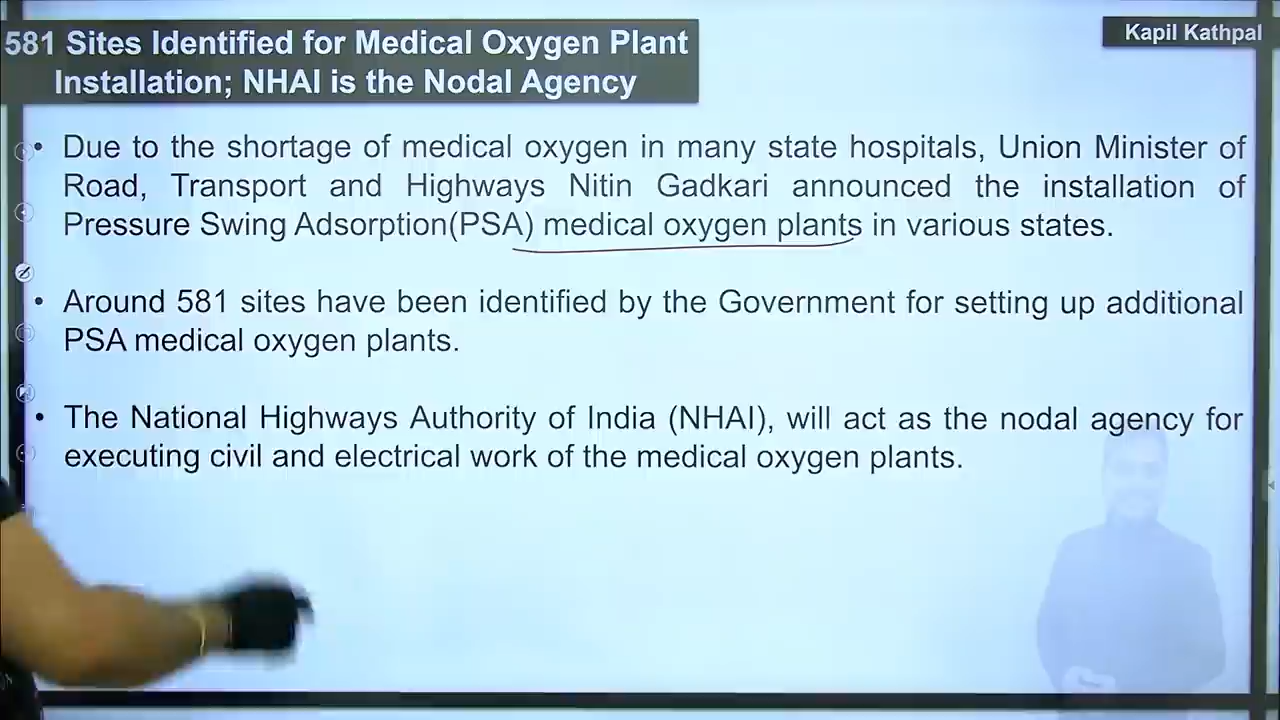 581 Sites Identified for Medical Oxygen Plant
Installation; NHAI is the Nodal Agency
Kapil Kathpal
• Due to the shortage of medical oxygen in many state hospitals, Union Minister of
Road, Transport and Highways Nitin Gadkari announced the installation of
Pressure Swing Adsorption(PSA) medical oxygen plants in various states.
• Around 581 sites have been identified by the Government for setting up additional
PSA medical oxygen plants.
• The National Highways Authority of India (NHAI), will act as the nodal agency for
executing civil and electrical work of the medical oxygen plants.